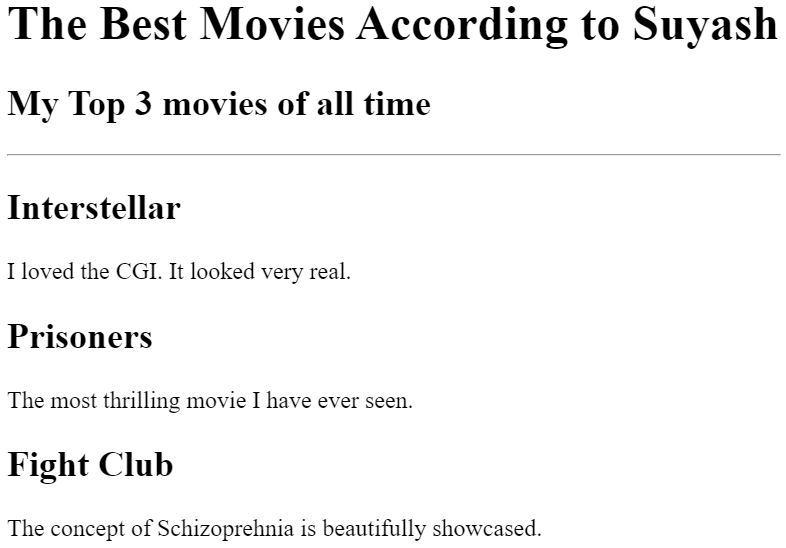 The Best Movies According to Suyash
My Top 3 movies of all time
Interstellar
I loved the CGI. It looked very real.
Prisoners
The most thrilling movie I have ever seen.
Fight Club
The concept of Schizoprehnia is beautifully showcased.